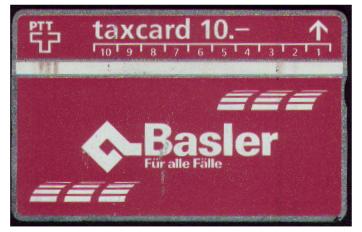 PTT
taxcard 10.–
10 9 8 7 6 5 4 3 2 1
Basler
Für alle Fälle